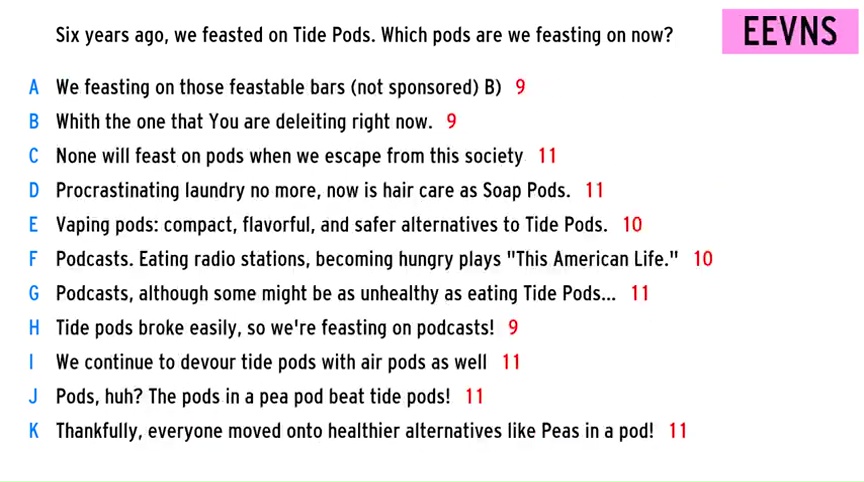 Six years ago, we feasted on Tide Pods. Which pods are we feasting on now?
EEVNS
A We feasting on those feastable bars (not sponsored) B) 9
B Whith the one that You are deleiting right now. 9
C None will feast on pods when we escape from this society 11
D Procrastinating laundry no more, now is hair care as Soap Pods. 11
E Vaping pods: compact, flavorful, and safer alternatives to Tide Pods. 10
F Podcasts. Eating radio stations, becoming hungry plays "This American Life." 10
G Podcasts, although some might be as unhealthy as eating Tide Pods... 11
H Tide pods broke easily, so we're feasting on podcasts! 9
I We continue to devour tide pods with air pods as well 11
J Pods, huh? The pods in a pea pod beat tide pods! 11
K Thankfully, everyone moved onto healthier alternatives like Peas in a pod! 11